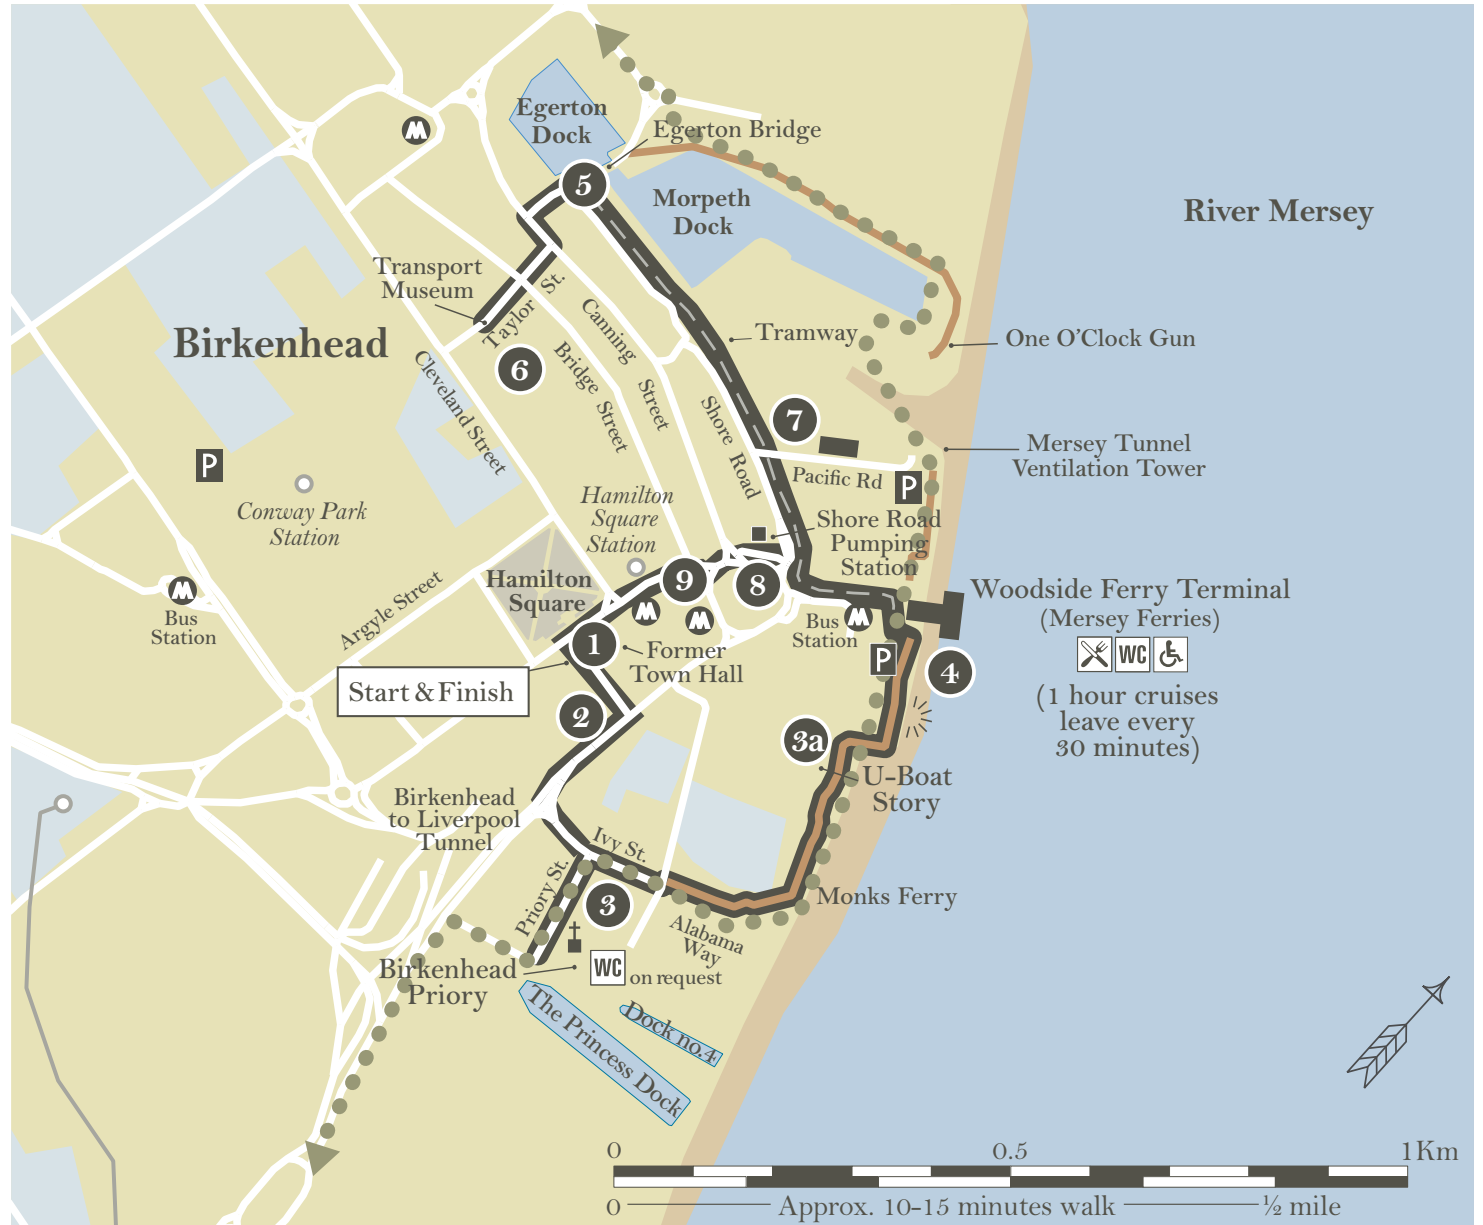 Egerton
Dock
Egerton Bridge
5
Morpeth
Dock
River Mersey
Transport
Museum
Taylor St.
Canning
Street
Tramway
One O'Clock Gun
Birkenhead
Cleveland Street
6
Bridge
Street
Shore Road
7
Mersey Tunnel
Ventilation Tower
P
Pacific Rd
P
Conway Park
Station
Hamilton
Square
Station
Shore Road
Pumping
Station
Hamilton
Square
9
8
Woodside Ferry Terminal
(Mersey Ferries)
WC
Bus
Station
Argyle Street
1
Former
Town Hall
Bus
Station
P
4
Start & Finish
2
(1 hour cruises
leave every
30 minutes)
3a
U-Boat
Story
Birkenhead
to Liverpool
Tunnel
Ivy St.
Priory St.
3
Monks Ferry
Alabama
Way
Birkenhead
Priory
WC
on request
The Princess Dock
Dock no.4
0
0.5
1Km
0
Approx. 10-15 minutes walk
½ mile